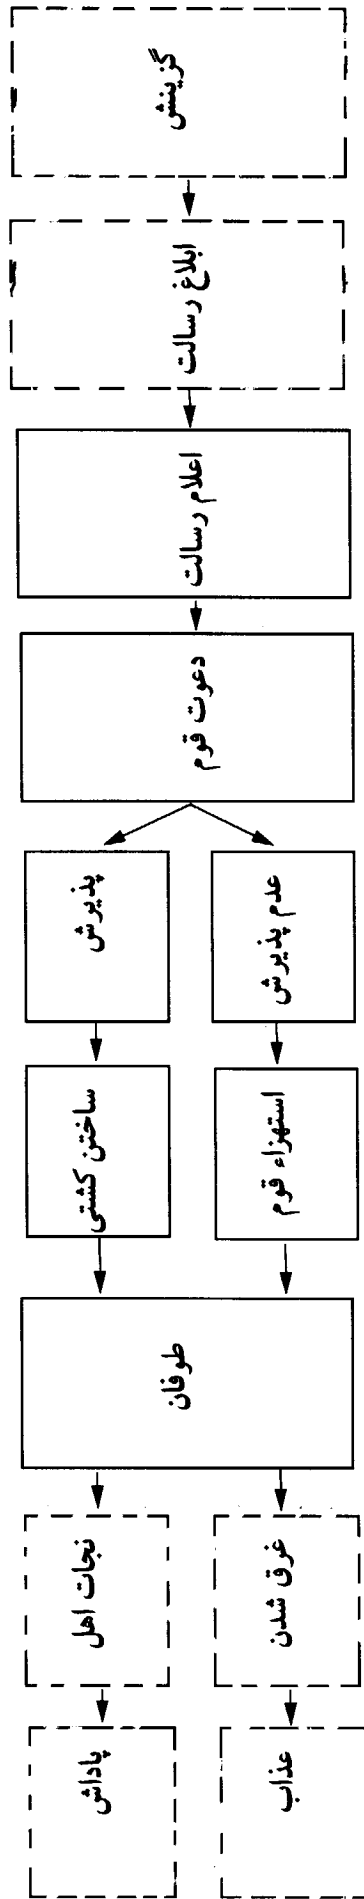 گزینش
ابلاغ رسالت
اعلام رسالت
دعوت قوم
پذیرش
عدم پذیرش
ساختن کشتی
استهزاء قوم
طوفان
نجات اهل
غرق شدن
پاداش
عذاب